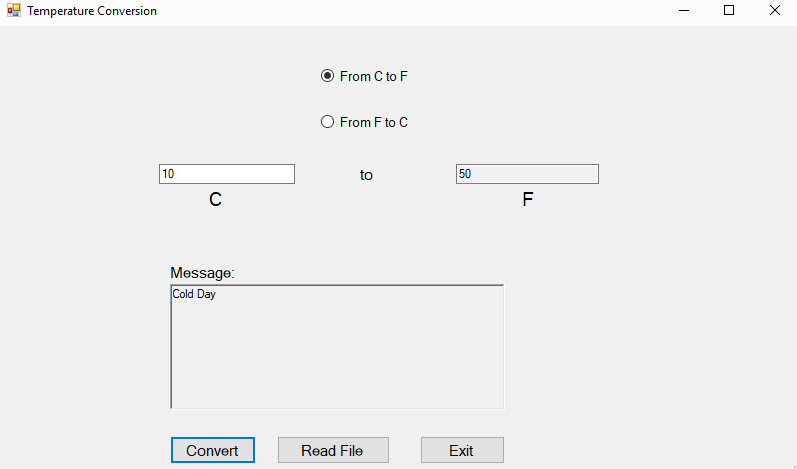 Temperature Conversion
From C to F
From F to C
10 to 50
C F
Message:
Cold Day
Convert Read File Exit